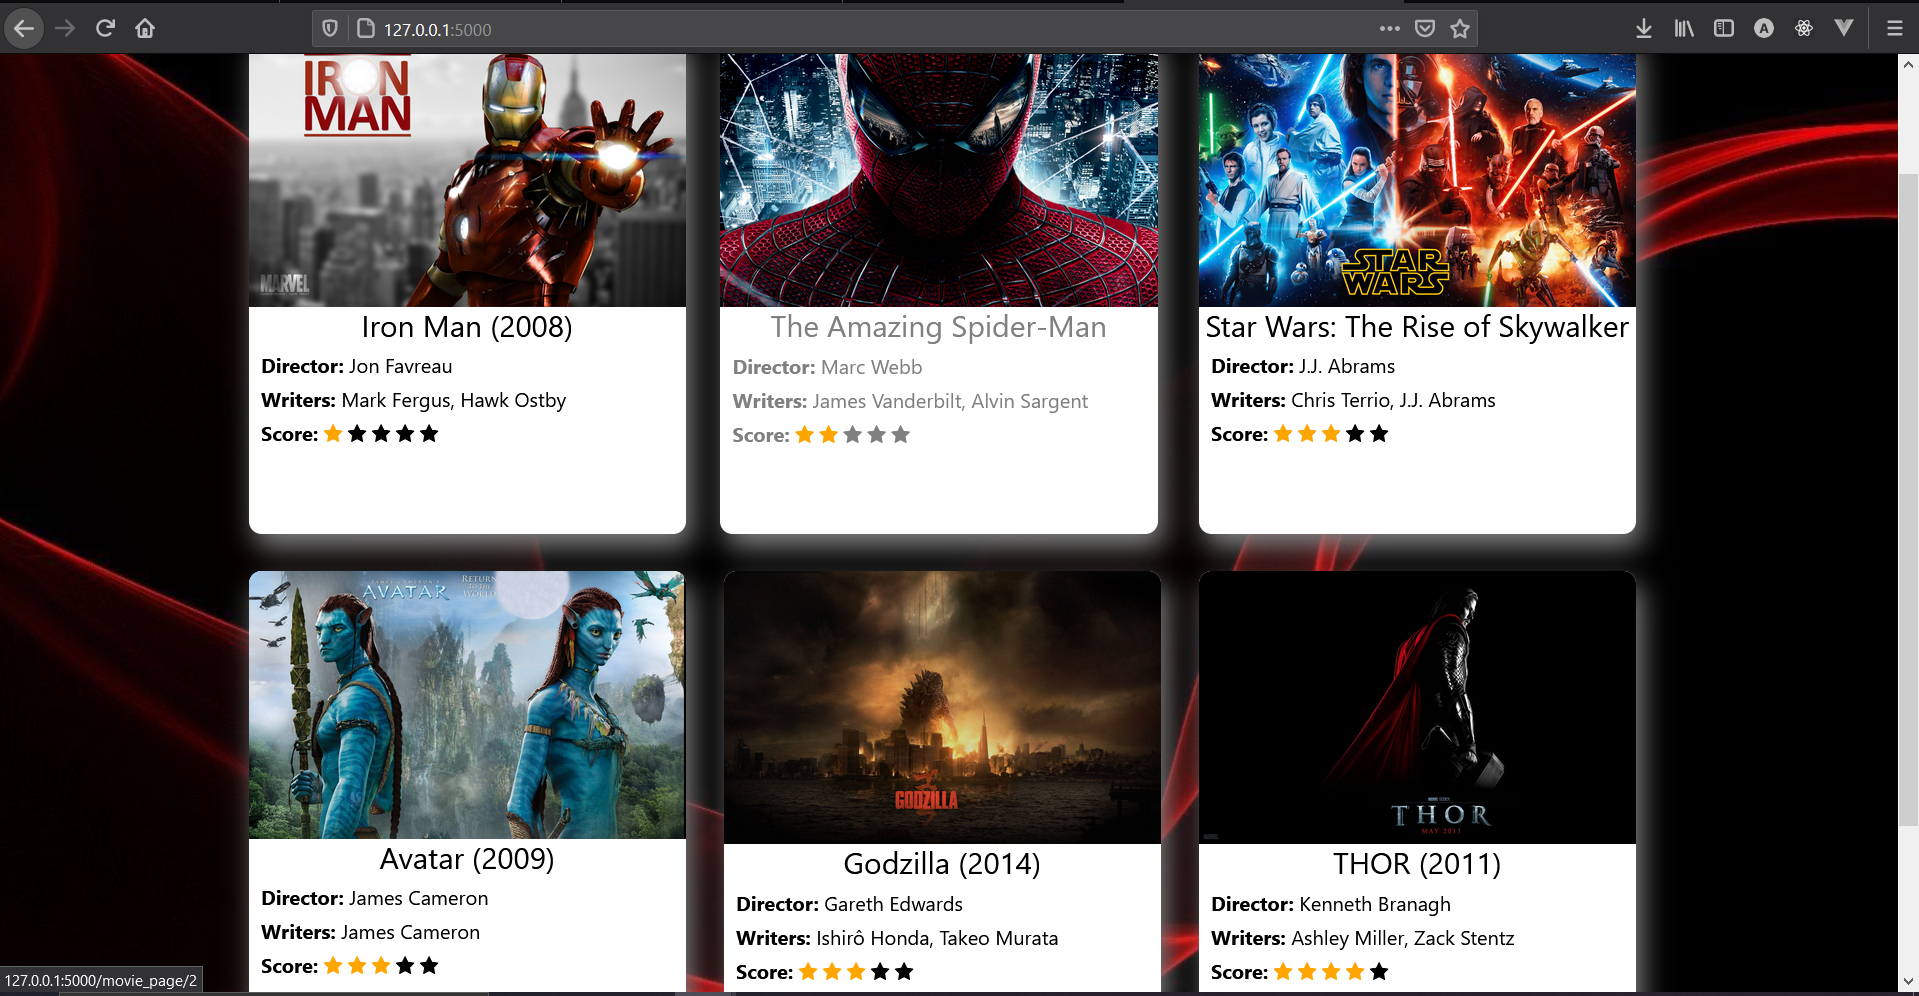 127.0.0.1:5000
IRON
MAN
MARVEL
STAR
WARS
Iron Man (2008)
Director: Jon Favreau
Writers: Mark Fergus, Hawk Ostby
Score:
The Amazing Spider-Man
Director: Marc Webb
Writers: James Vanderbilt, Alvin Sargent
Score:
Star Wars: The Rise of Skywalker
Director: J.J. Abrams
Writers: Chris Terrio, J.J. Abrams
Score:
AVATAR
RETURN
TO THE
WORLD
GODZILLA
THOR
MAY 2011
Avatar (2009)
Director: James Cameron
Writers: James Cameron
Score:
Godzilla (2014)
Director: Gareth Edwards
Writers: Ishirô Honda, Takeo Murata
Score:
THOR (2011)
Director: Kenneth Branagh
Writers: Ashley Miller, Zack Stentz
Score:
127.0.0.1:5000/movie_page/2